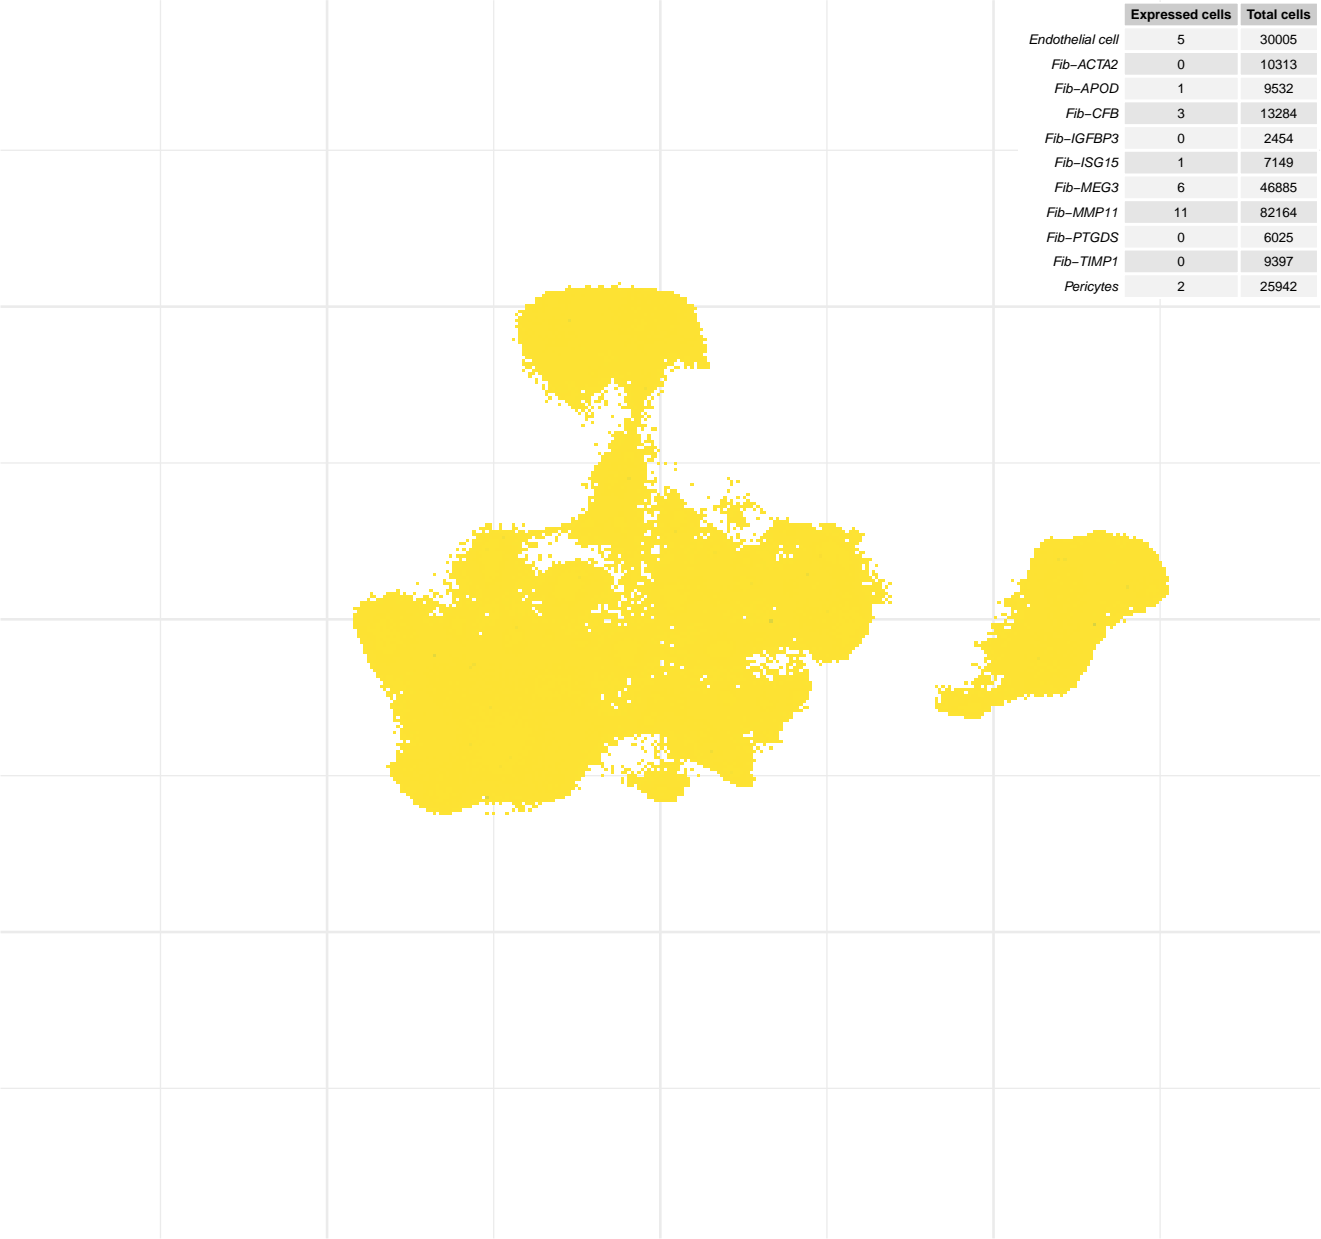 Expressed cells Total cells
Endothelial cell 5 30005
Fib−ACTA2 0 10313
Fib−APOD 1 9532
Fib−CFB 3 13284
Fib−IGFBP3 0 2454
Fib−ISG15 1 7149
Fib−MEG3 6 46885
Fib−MMP11 11 82164
Fib−PTGDS 0 6025
Fib−TIMP1 0 9397
Pericytes 2 25942